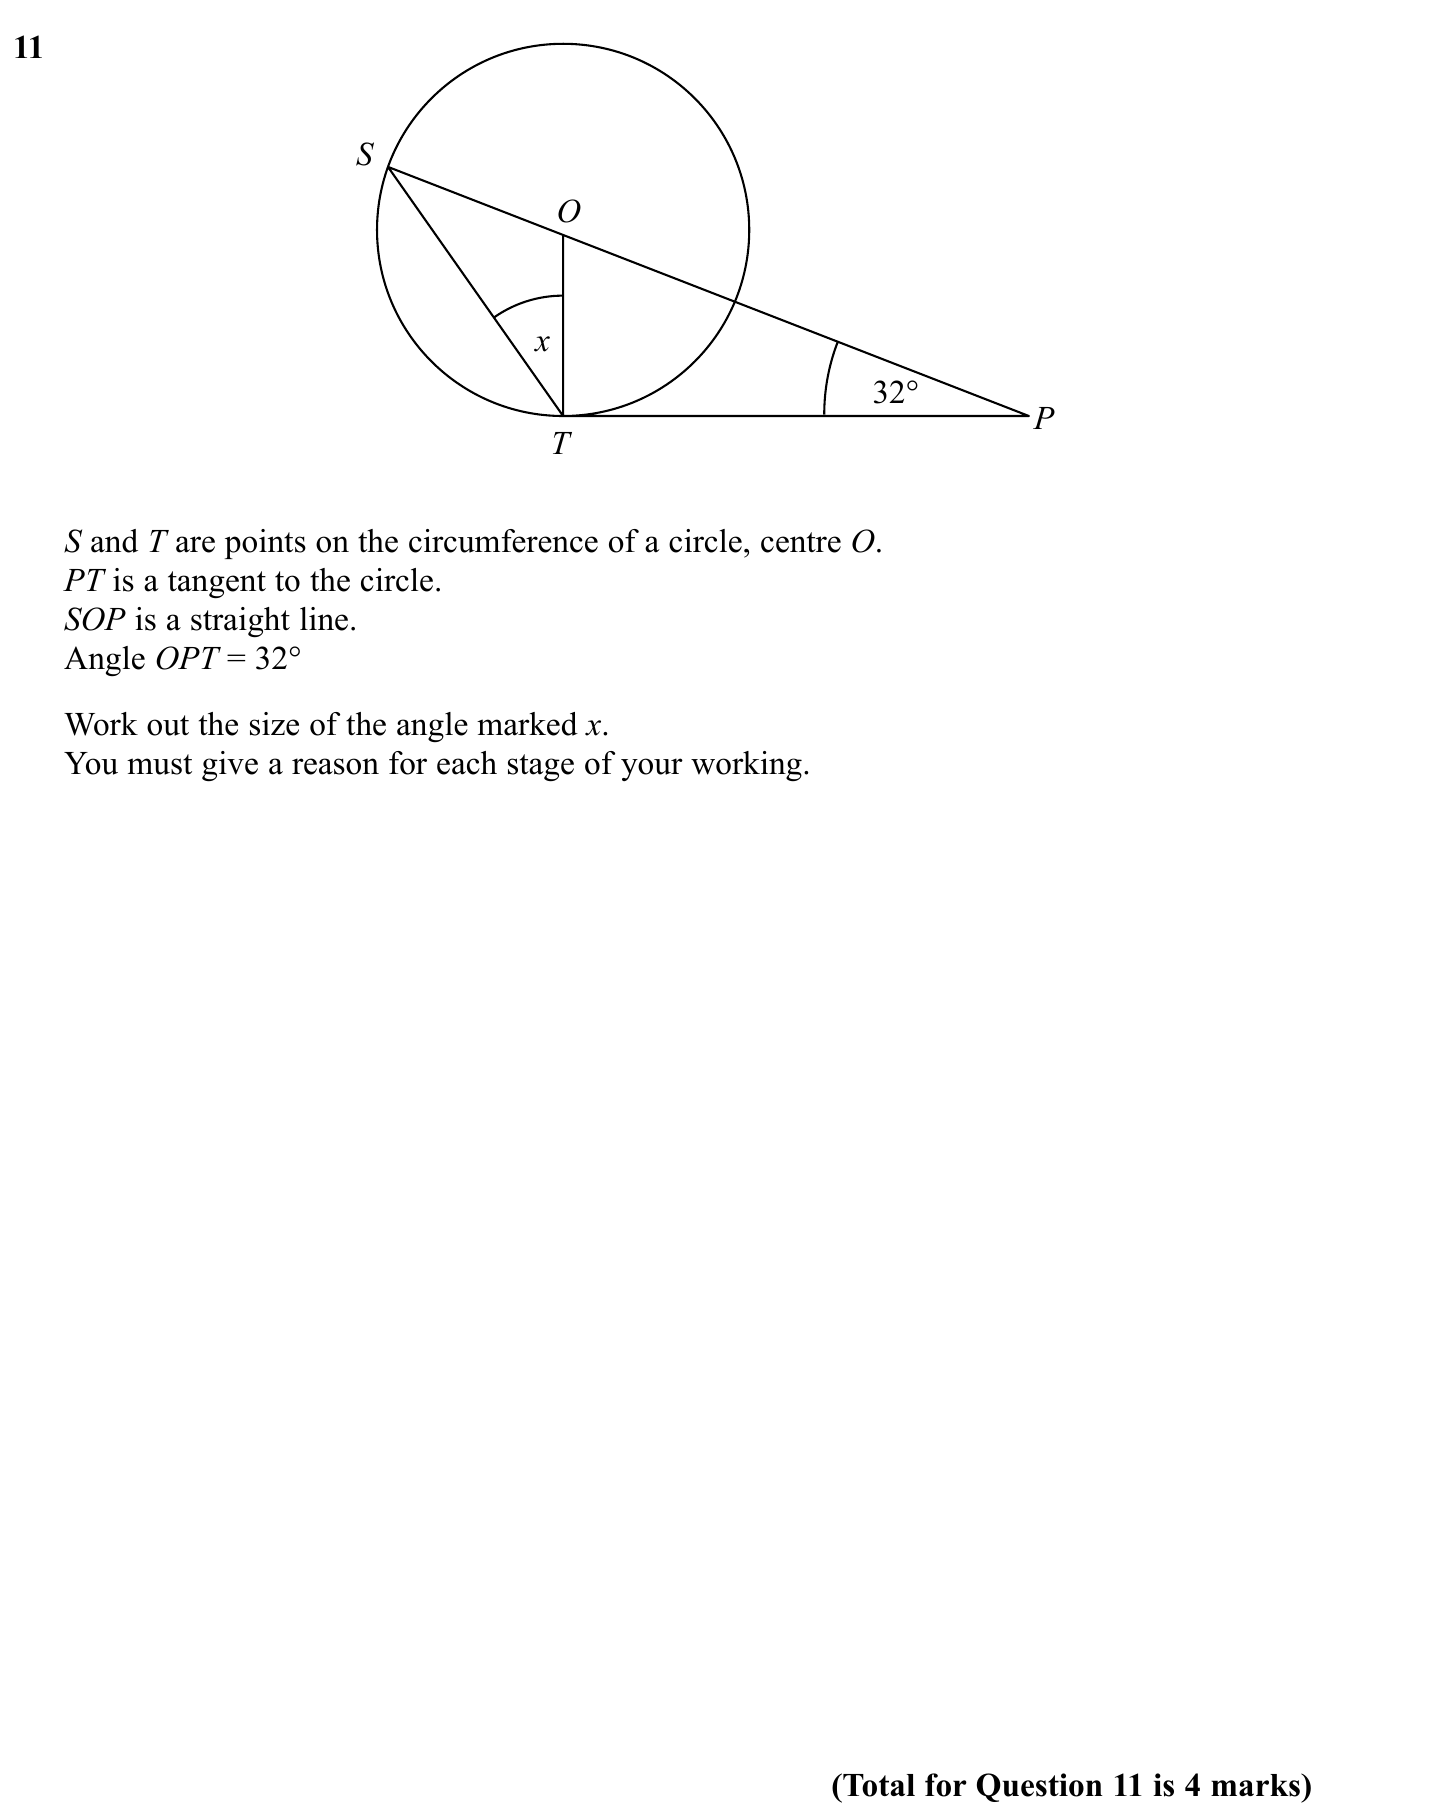 11
S
O
x
32°
P
T
S and T are points on the circumference of a circle, centre O.
PT is a tangent to the circle.
SOP is a straight line.
Angle OPT = 32°
Work out the size of the angle marked x.
You must give a reason for each stage of your working.
(Total for Question 11 is 4 marks)